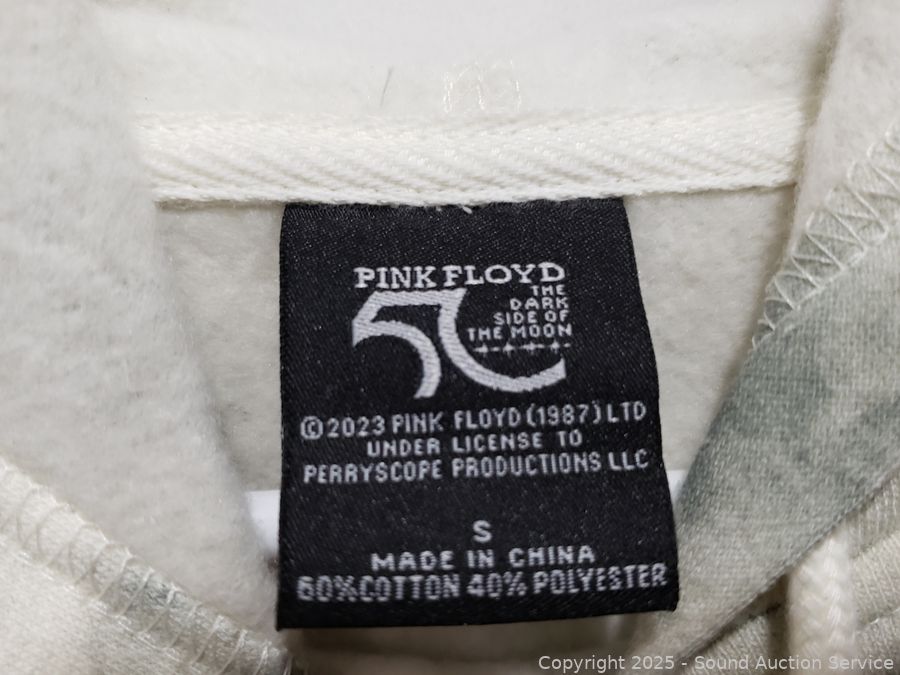 PINK FLOYD
50
THE
DARK
SIDE OF
THE MOON
©2023 PINK FLOYD (1987) LTD
UNDER LICENSE TO
PERRYSCOPE PRODUCTIONS LLC
S
MADE IN CHINA
60% COTTON 40% POLYESTER
Copyright 2025 - Sound Auction Service